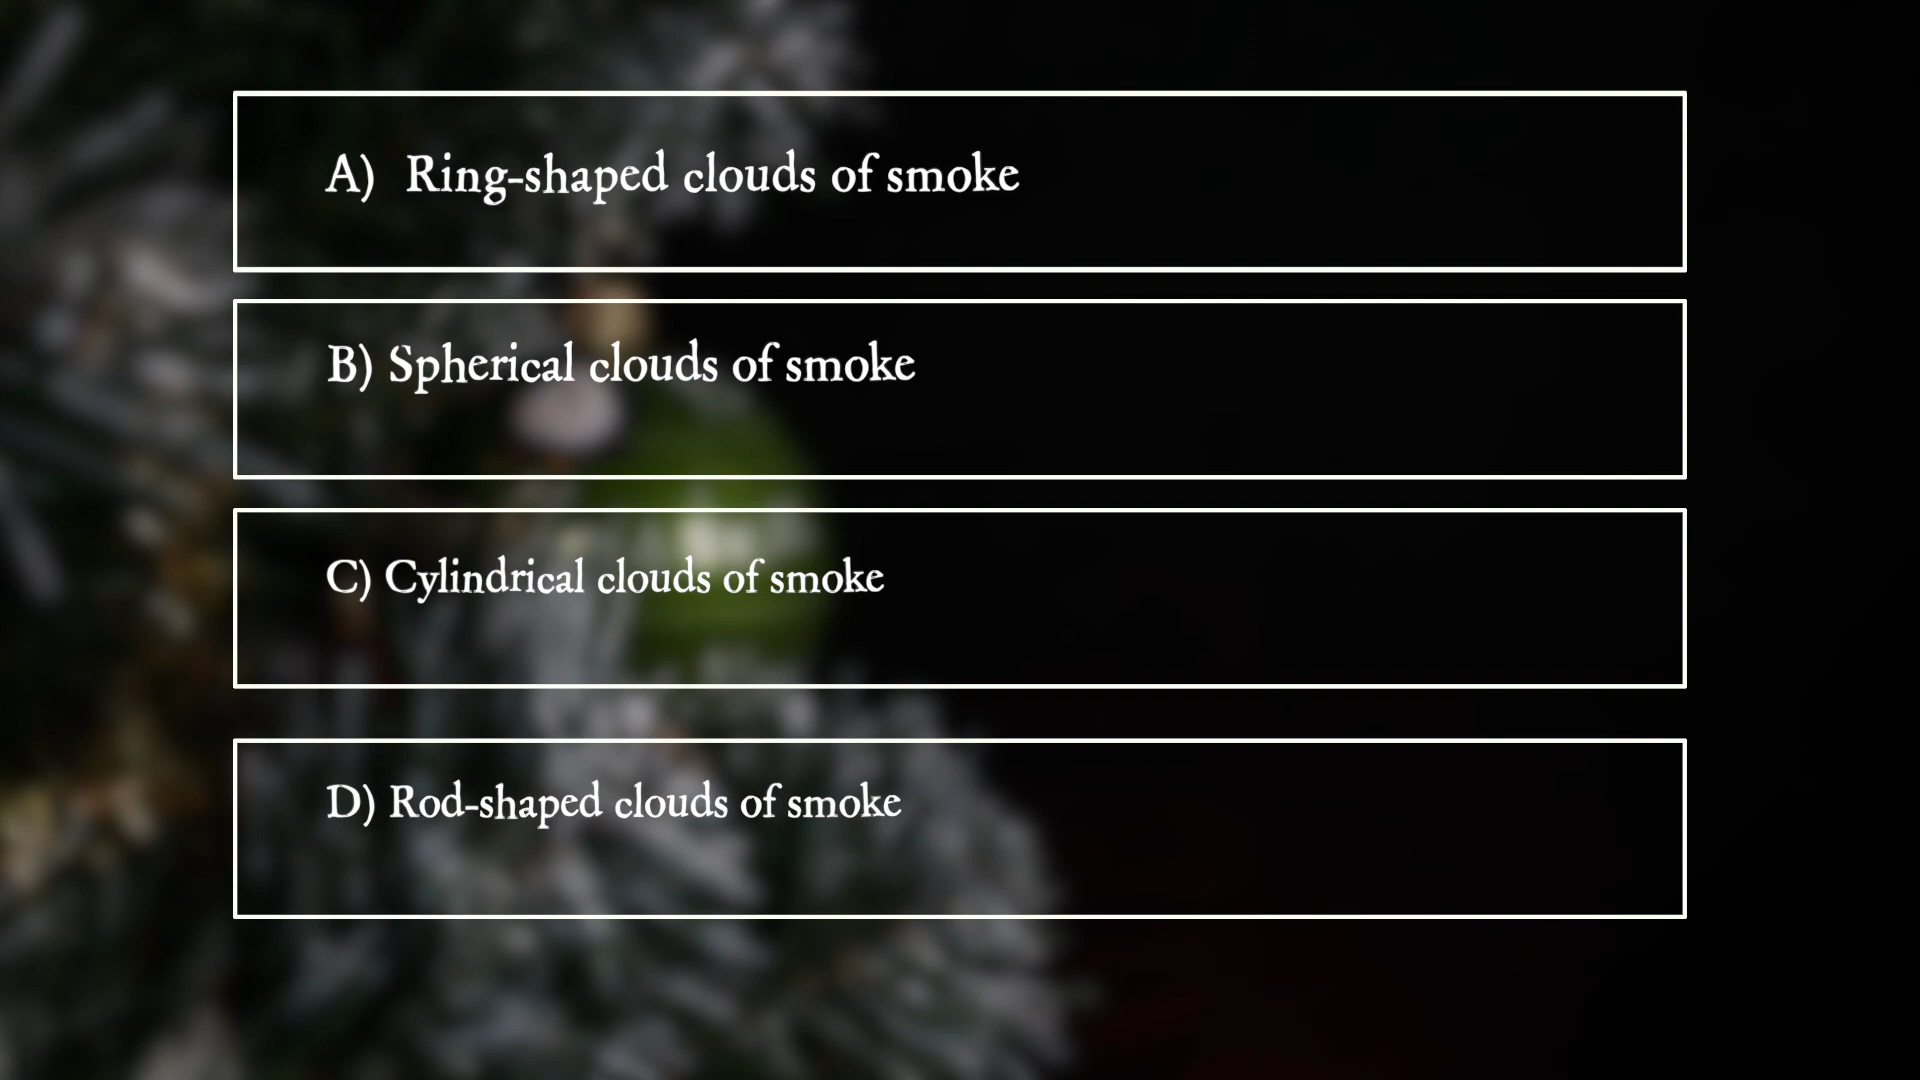 A) Ring-shaped clouds of smoke
B) Spherical clouds of smoke
C) Cylindrical clouds of smoke
D) Rod-shaped clouds of smoke